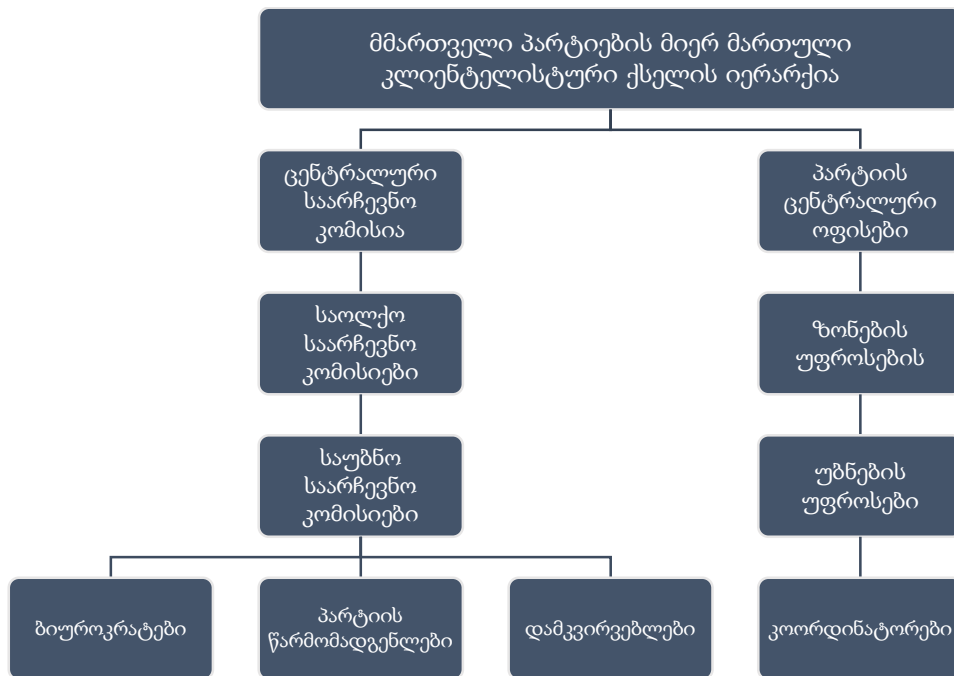 მმართველი პარტიების მიერ მართული
კლიენტელისტური ქსელის იერარქია
ცენტრალური
საარჩევნო
კომისია
პარტიის
ცენტრალური
ოფისები
საოლქო
საარჩევნო
კომისიები
ზონების
უფროსების
საუბნო
საარჩევნო
კომისიები
უბნების
უფროსები
ბიუროკრატები
პარტიის
წარმომადგენლები
დამკვირვებლები
კოორდინატორები